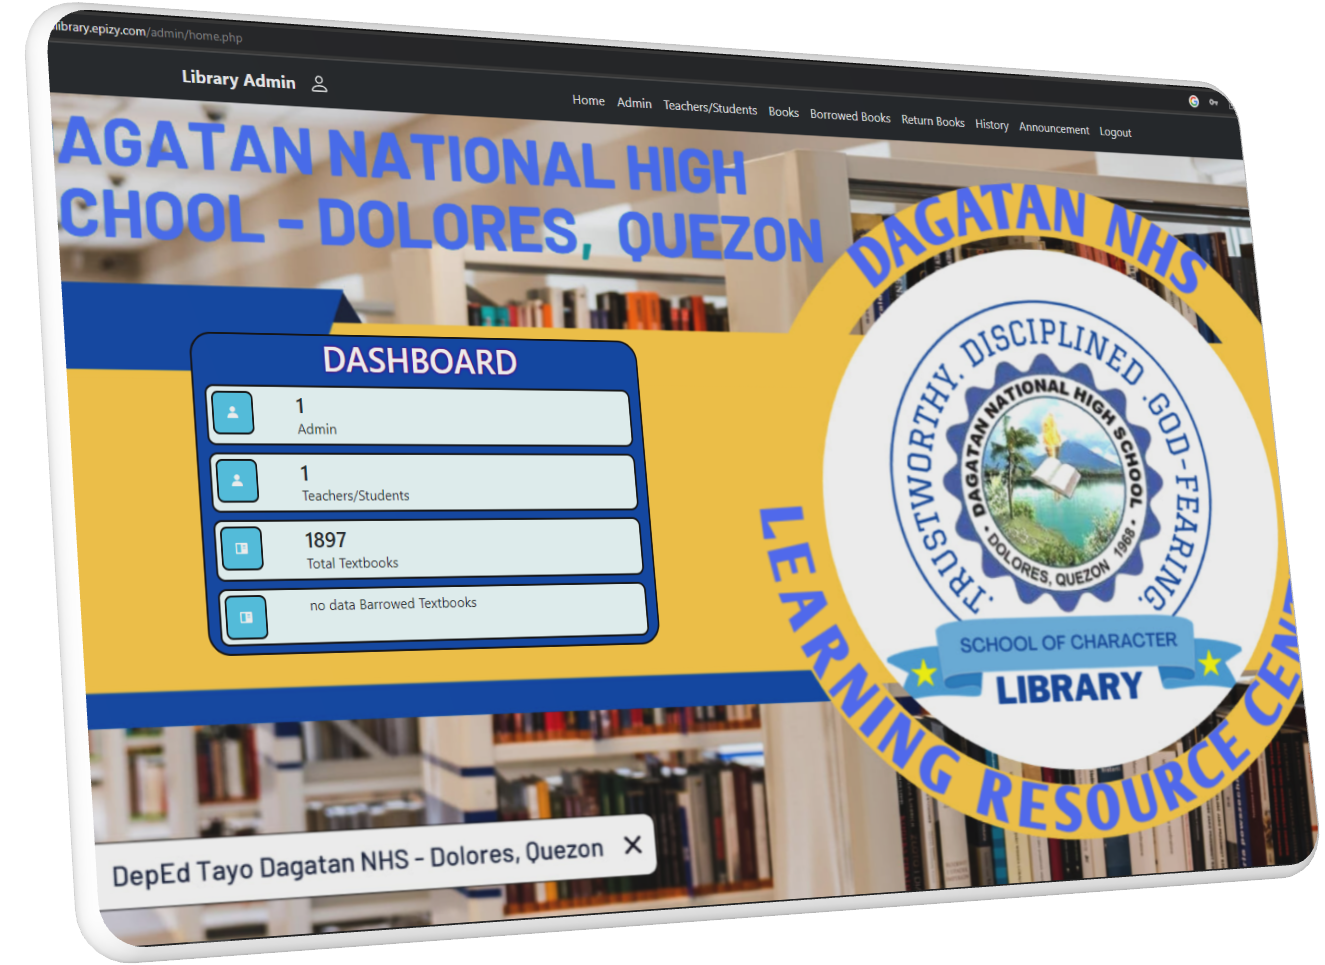 library.epizy.com/admin/home.php
Library Admin
Home Admin Teachers/Students Books Borrowed Books Return Books History Announcement Logout
AGATAN NATIONAL HIGH
CHOOL - DOLORES, QUEZON
DASHBOARD
1
Admin
1
Teachers/Students
1897
Total Textbooks
no data Barrowed Textbooks
DAGATAN NHS
TRUSTWORTHY. DISCIPLINED .GOD-FEARING.
DAGATAN NATIONAL HIGH SCHOOL
• DOLORES, QUEZON 1968 •
SCHOOL OF CHARACTER
LIBRARY
LEARNING RESOURCE CEN
DepEd Tayo Dagatan NHS - Dolores, Quezon